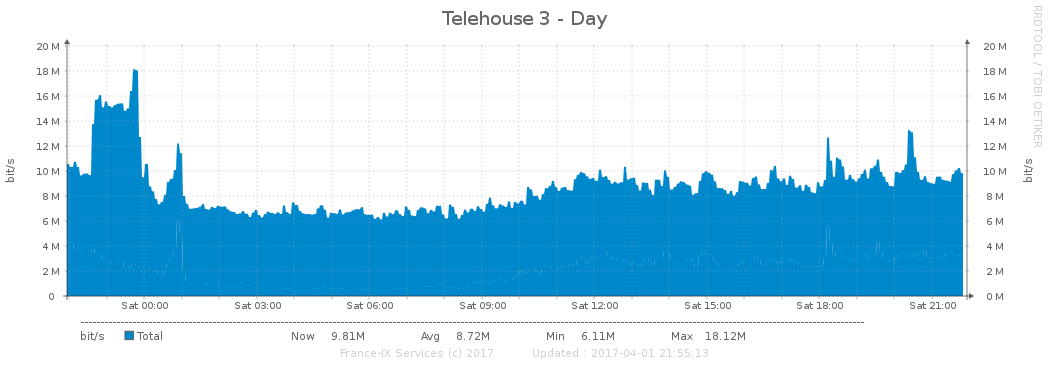 Telehouse 3 - Day
RRDTOOL / TOBI OETIKER
bit/s
20 M 20 M
18 M 18 M
16 M 16 M
14 M 14 M
12 M 12 M
10 M 10 M
8 M 8 M
6 M 6 M
4 M 4 M
2 M 2 M
0 0 M
bit/s
Sat 00:00 Sat 03:00 Sat 06:00 Sat 09:00 Sat 12:00 Sat 15:00 Sat 18:00 Sat 21:00
bit/s Total Now 9.81M Avg 8.72M Min 6.11M Max 18.12M
France-IX Services (c) 2017 Updated : 2017-04-01 21:55:13